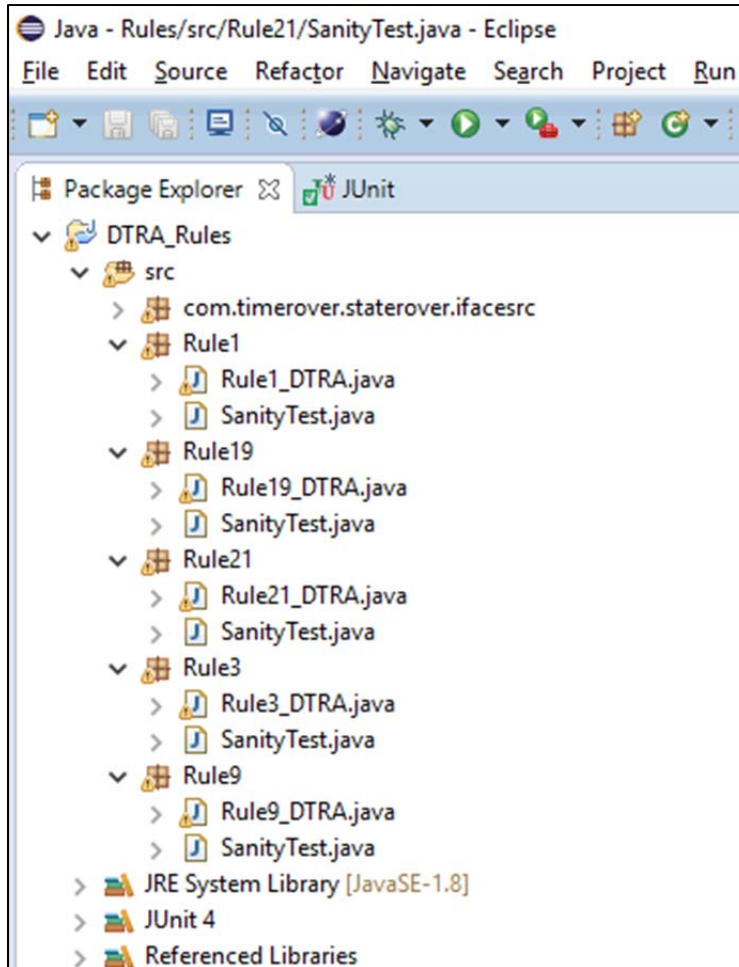 Java - Rules/src/Rule21/SanityTest.java - Eclipse
File Edit Source Refactor Navigate Search Project Run
Package Explorer JUnit
DTRA_Rules
src
com.timerover.staterover.ifacesrc
Rule1
Rule1_DTRA.java
SanityTest.java
Rule19
Rule19_DTRA.java
SanityTest.java
Rule21
Rule21_DTRA.java
SanityTest.java
Rule3
Rule3_DTRA.java
SanityTest.java
Rule9
Rule9_DTRA.java
SanityTest.java
JRE System Library [JavaSE-1.8]
JUnit 4
Referenced Libraries